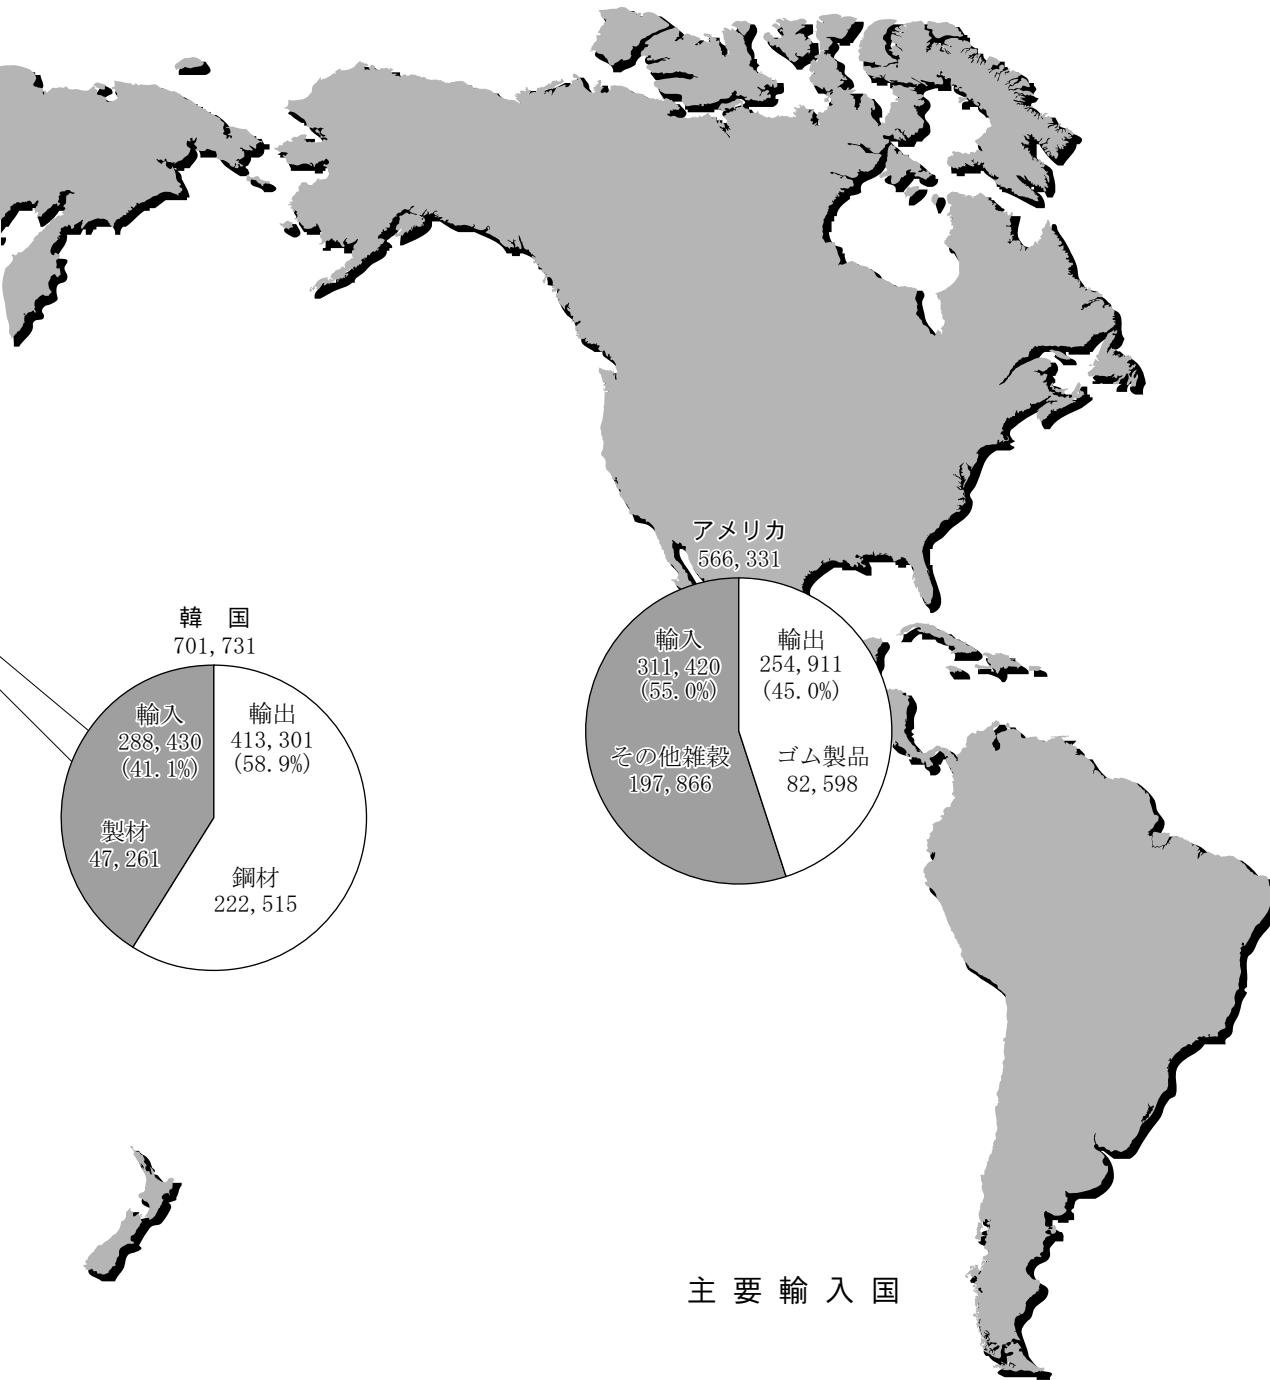 アメリカ
566,331
輸入
311,420
(55.0%)
その他雑穀
197,866
輸出
254,911
(45.0%)
ゴム製品
82,598
韓　国
701,731
輸入
288,430
(41.1%)
製材
47,261
輸出
413,301
(58.9%)
鋼材
222,515
主要輸入国